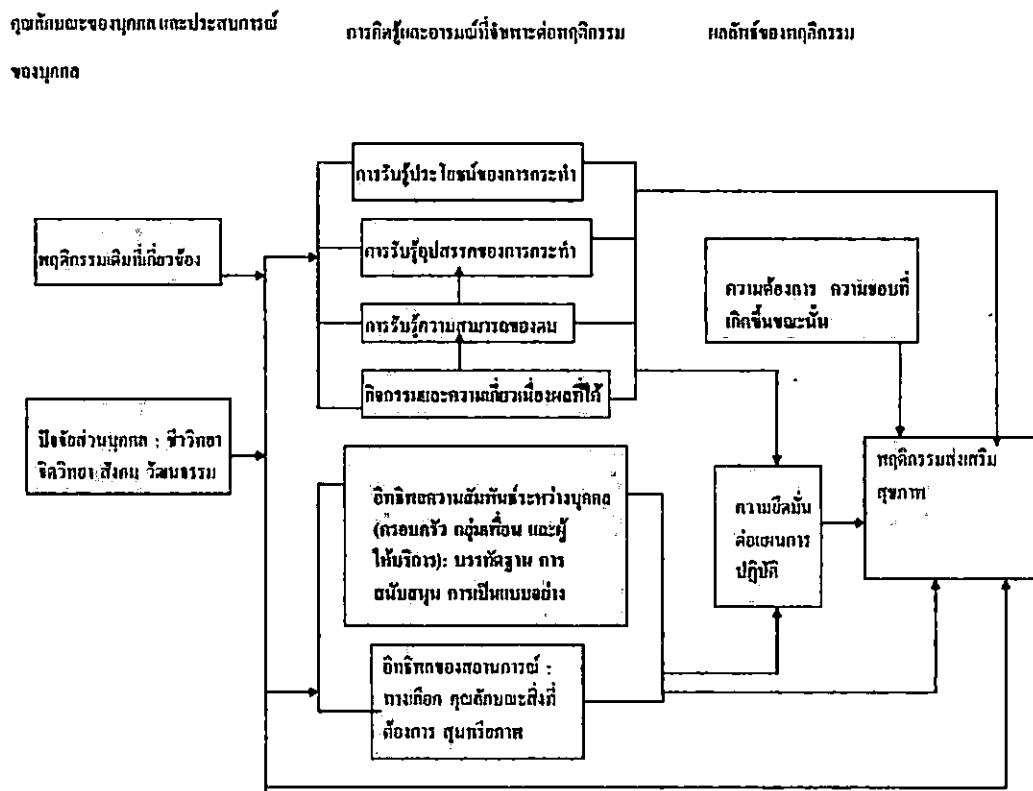 คุณลักษณะของบุคคล และประสบการณ์
ของบุคคล
การคิดรู้และอารมณ์ที่จำเพาะต่อพฤติกรรม
ผลลัพธ์ของพฤติกรรม
การรับรู้ประโยชน์ของการกระทำ
พฤติกรรมเดิมที่เกี่ยวข้อง
การรับรู้อุปสรรคของการกระทำ
การรับรู้ความสามารถของตน
กิจกรรมและความเกี่ยวเนื่องผลที่ได้
ความต้องการ ความชอบที่
เกิดขึ้นขณะนั้น
ปัจจัยส่วนบุคคล : ชีววิทยา
จิตวิทยา สังคม วัฒนธรรม
อิทธิพลความสัมพันธ์ระหว่างบุคคล
(ครอบครัว กลุ่มเพื่อน และผู้
ให้บริการ): บรรทัดฐาน การ
สนับสนุน การเป็นแบบอย่าง
อิทธิพลของสถานการณ์ :
ทางเลือก คุณลักษณะสิ่งที่
ต้องการ สุนทรียภาพ
ความยึดมั่น
ต่อแผนการ
ปฏิบัติ
พฤติกรรมส่งเสริม
สุขภาพ